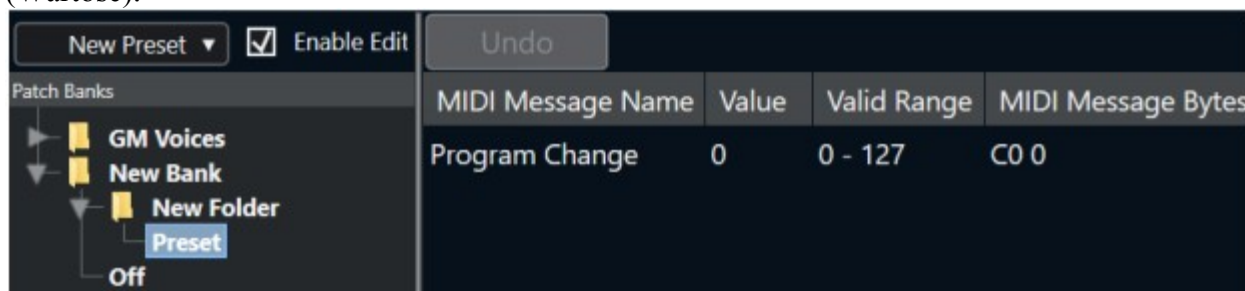 (Wartość).
New Preset Enable Edit Undo
Patch Banks
MIDI Message Name Value Valid Range MIDI Message Bytes
GM Voices
New Bank
Program Change 0 0 - 127 C0 0
New Folder
Preset
Off